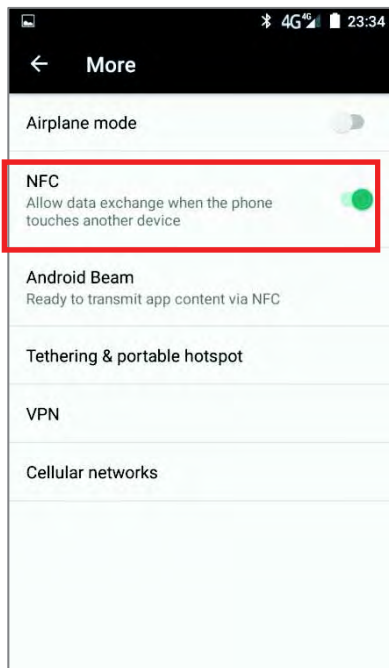 4G 4G 23:34
More
Airplane mode
NFC
Allow data exchange when the phone
touches another device
Android Beam
Ready to transmit app content via NFC
Tethering & portable hotspot
VPN
Cellular networks